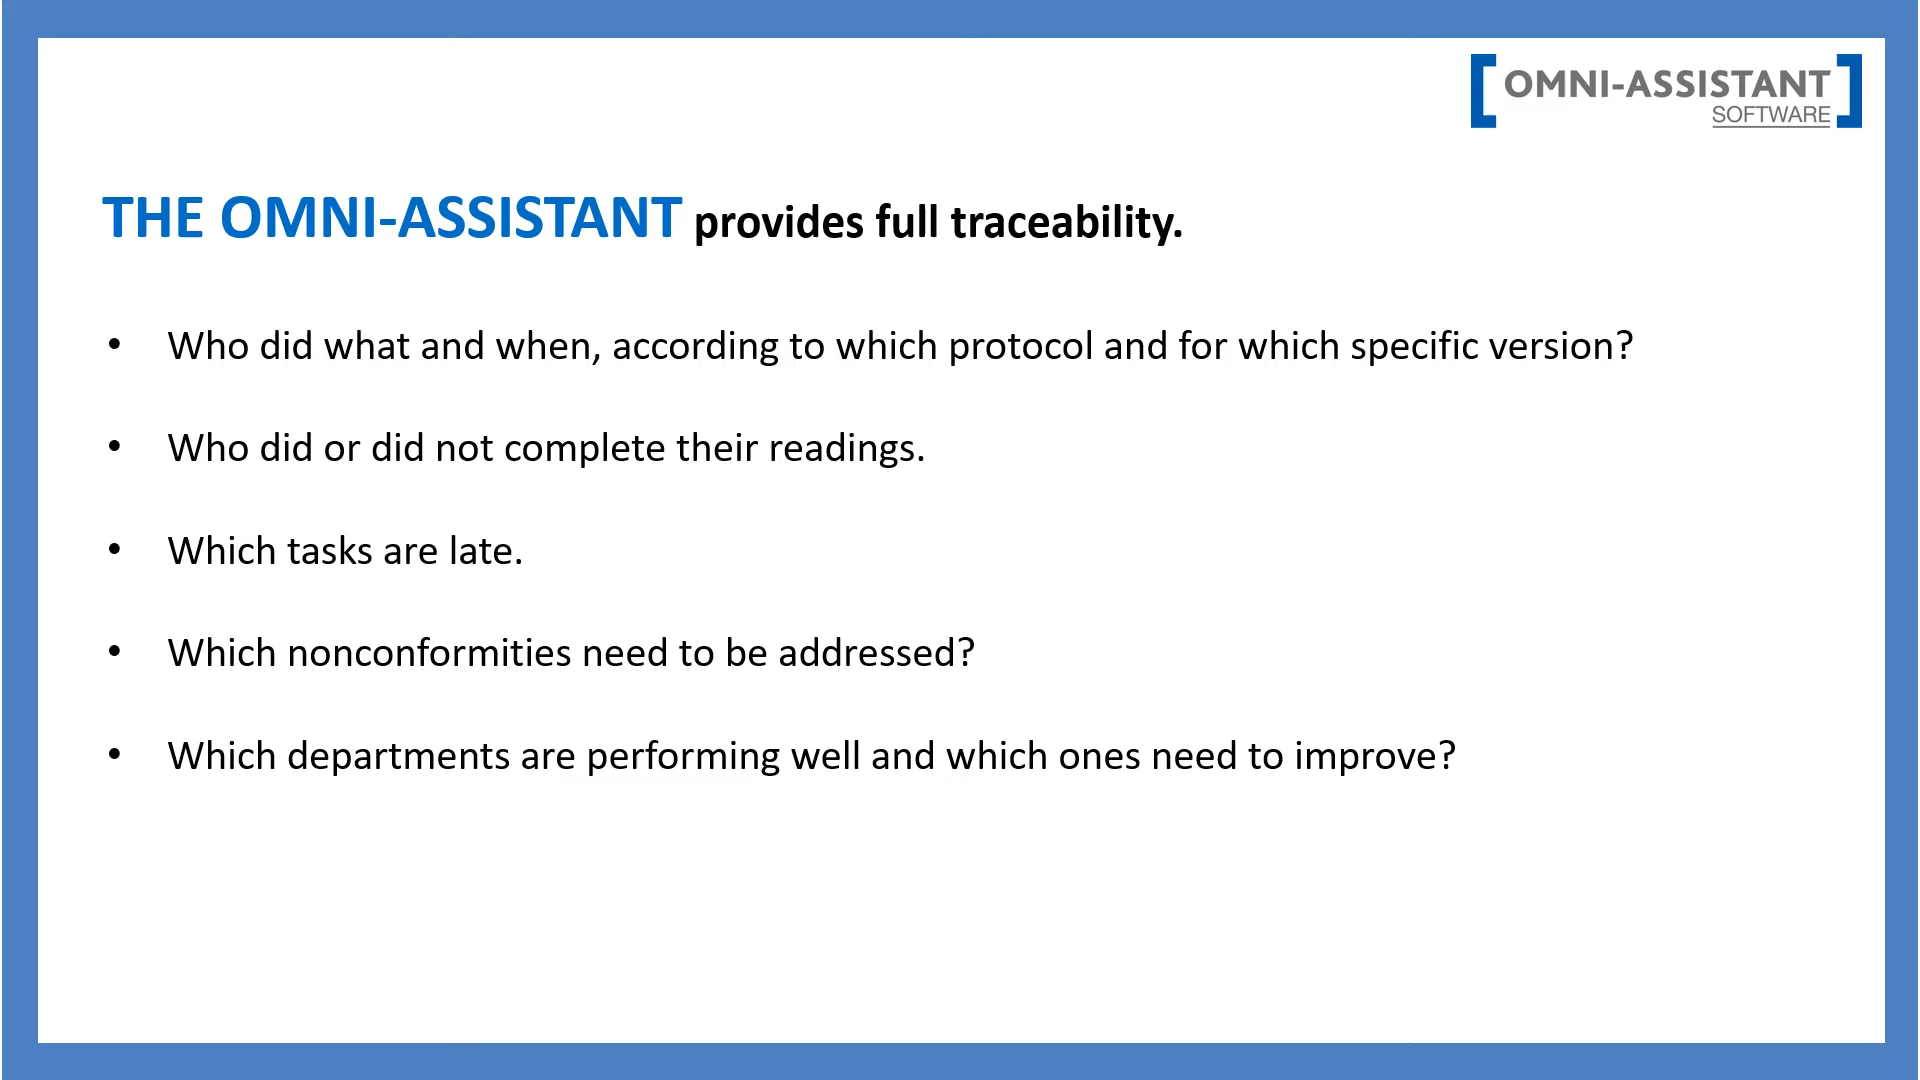 OMNI-ASSISTANT
SOFTWARE
THE OMNI-ASSISTANT provides full traceability.
• Who did what and when, according to which protocol and for which specific version?
• Who did or did not complete their readings.
• Which tasks are late.
• Which nonconformities need to be addressed?
• Which departments are performing well and which ones need to improve?